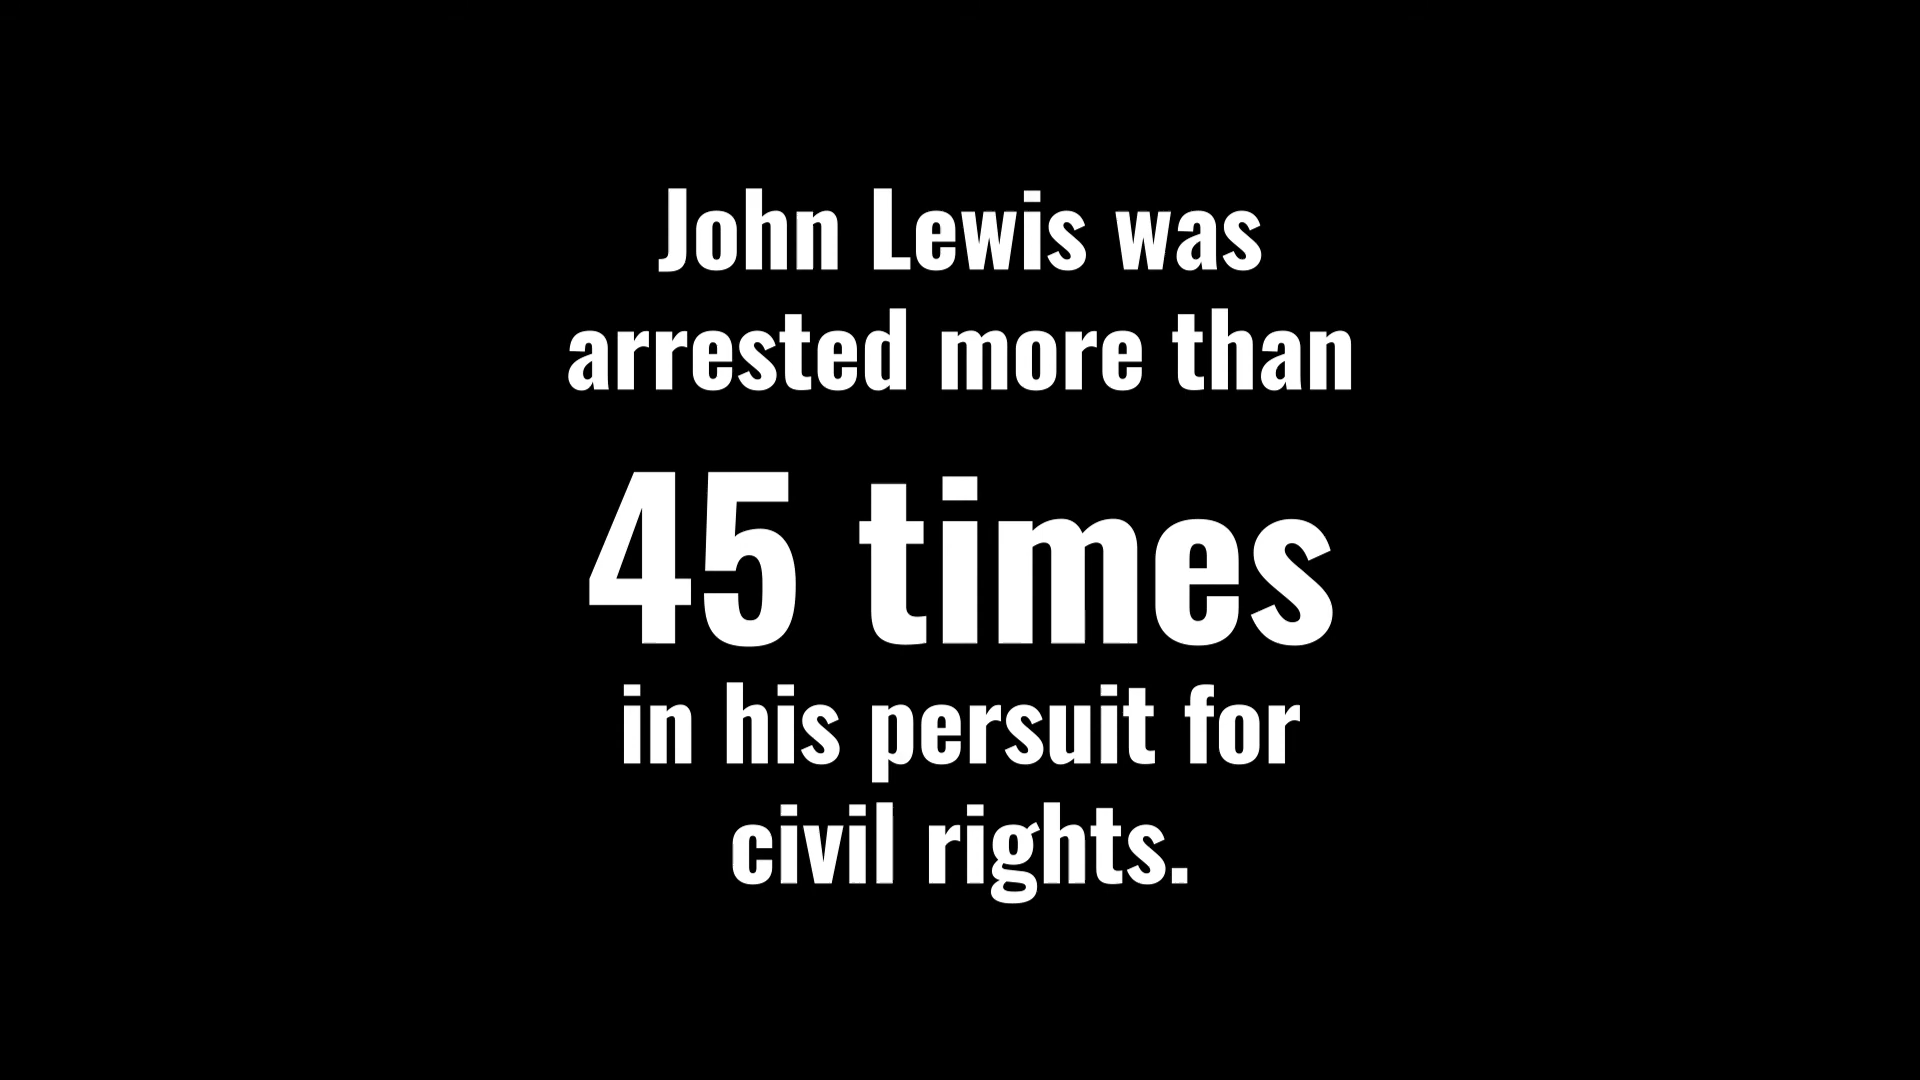 John Lewis was
arrested more than
45 times
in his persuit for
civil rights.